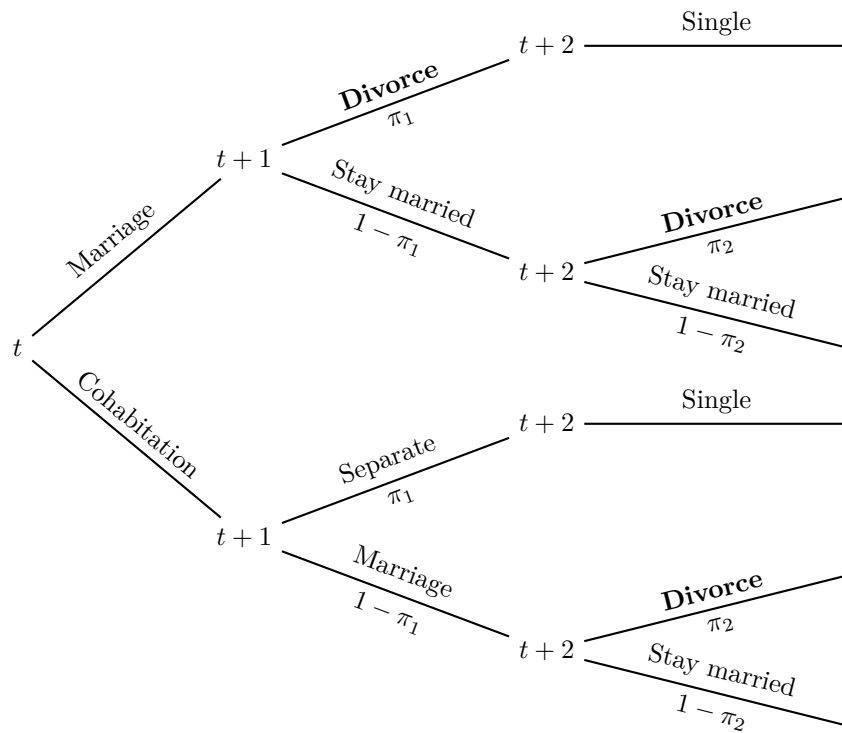 t
Marriage
Cohabitation
t + 1
Divorce
π₁
Stay married
1 − π₁
t + 2
Single
t + 2
Divorce
π₂
Stay married
1 − π₂
t + 1
Separate
π₁
Marriage
1 − π₁
t + 2
Single
t + 2
Divorce
π₂
Stay married
1 − π₂